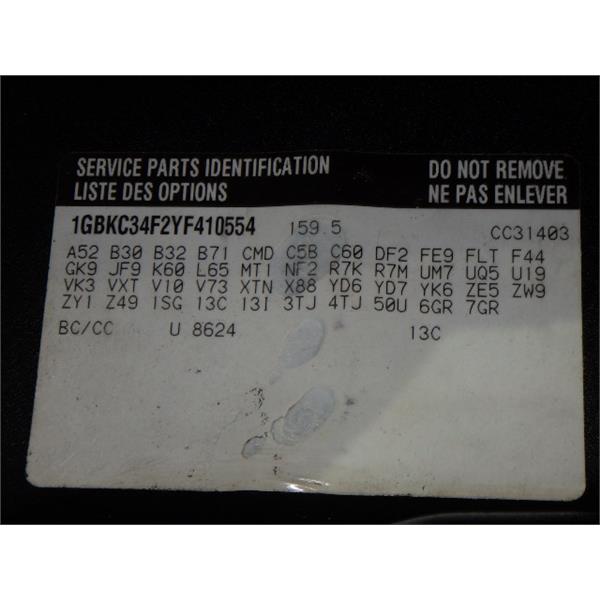 SERVICE PARTS IDENTIFICATION DO NOT REMOVE
LISTE DES OPTIONS NE PAS ENLEVER
1GBKC34F2YF410554 159.5 CC31403
A52 B30 B32 B71 CMD C5B C60 DF2 FE9 FLT F44
GK9 JF9 K60 L65 MT1 NF2 R7K R7M UM7 UQ5 U19
VK3 VXT V10 V73 XTN X88 YD6 YD7 YK6 ZE5 ZW9
ZY1 Z49 1SG 13C 13I 3TJ 4TJ 50U 6GR 7GR
BC/CC U 8624 13C